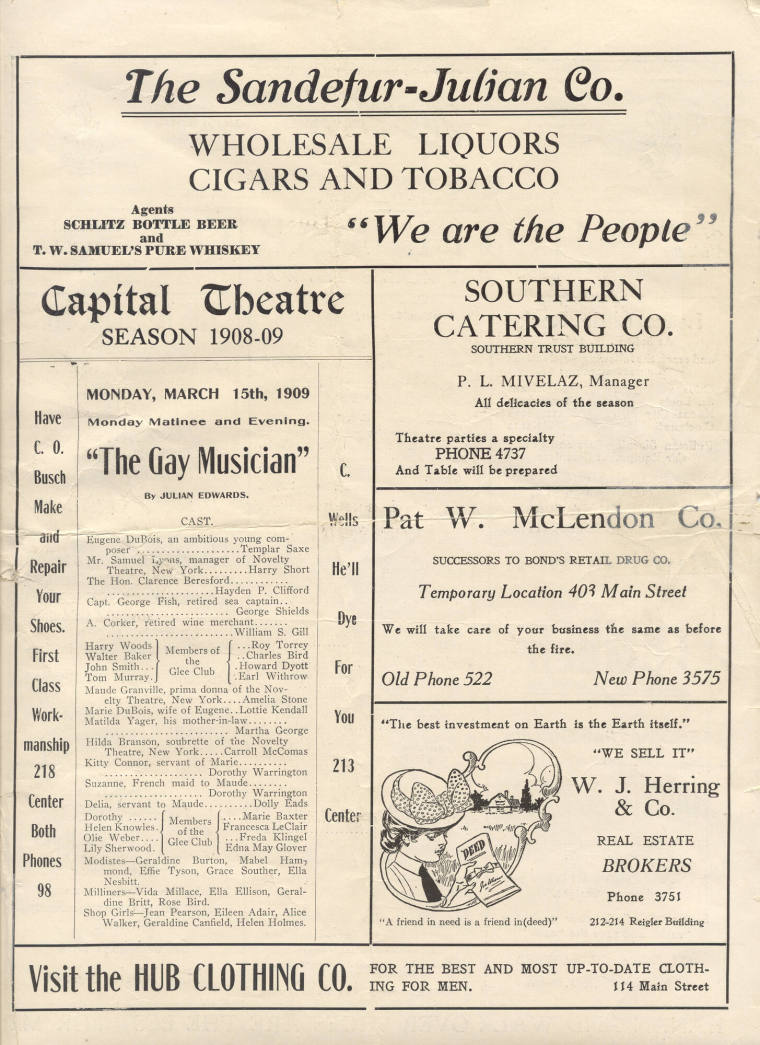 The Sandefur-Julian Co.
WHOLESALE LIQUORS
CIGARS AND TOBACCO
Agents
SCHLITZ BOTTLE BEER
and
T. W. SAMUEL'S PURE WHISKEY
"We are the People"
Capital Theatre
SEASON 1908-09
Have
C. O.
Busch
Make
and
Repair
Your
Shoes.
First
Class
Work-
manship
218
Center
Both
Phones
98
MONDAY, MARCH 15th, 1909
Monday Matinee and Evening.
"The Gay Musician"
By JULIAN EDWARDS.
CAST.
Eugene DuBois, an ambitious young com-
poser .....................Templar Saxe
Mr. Samuel Lyons, manager of Novelty
Theatre, New York.........Harry Short
The Hon. Clarence Beresford............
......................Hayden P. Clifford
Capt. George Fish, retired sea captain..
......................... George Shields
A. Corker, retired wine merchant.......
..........................William S. Gill
Harry Woods ...Roy Torrey
Walter Baker Members of ..Charles Bird
the
John Smith... .Howard Dyott
Glee Club
Tom Murray. .Earl Withrow
Maude Granville, prima donna of the Nov-
elty Theatre, New York....Amelia Stone
Marie DuBois, wife of Eugene..Lottie Kendall
Matilda Yager, his mother-in-law........
......................... Martha George
Hilda Branson, soubrette of the Novelty
Theatre, New York.....Carroll McComas
Kitty Connor, servant of Marie..........
.................... Dorothy Warrington
Suzanne, French maid to Maude........
.................... Dorothy Warrington
Delia, servant to Maude..........Dolly Eads
Dorothy ...... ....Marie Baxter
Helen Knowles. Members Francesca LeClair
of the
Olie Weber.... ...Freda Klingel
Glee Club
Lily Sherwood. Edna May Glover
Modistes—Geraldine Burton, Mabel Ham-
mond, Effie Tyson, Grace Souther, Ella
Nesbitt.
Milliners—Vida Millace, Ella Ellison, Geral-
dine Britt, Rose Bird.
Shop Girls—Jean Pearson, Eileen Adair, Alice
Walker, Geraldine Canfield, Helen Holmes.
C.
Wells
He'll
Dye
For
You
213
Center
SOUTHERN
CATERING CO.
SOUTHERN TRUST BUILDING
P. L. MIVELAZ, Manager
All delicacies of the season
Theatre parties a specialty
PHONE 4737
And Table will be prepared
Pat W. McLendon Co.
SUCCESSORS TO BOND'S RETAIL DRUG CO.
Temporary Location 403 Main Street
We will take care of your business the same as before
the fire.
Old Phone 522 New Phone 3575
"The best investment on Earth is the Earth itself."
"WE SELL IT"
W. J. Herring
& Co.
REAL ESTATE
BROKERS
Phone 3751
212-214 Reigler Building
DEED
"A friend in need is a friend in(deed)"
Visit the HUB CLOTHING CO.
FOR THE BEST AND MOST UP-TO-DATE CLOTH-
ING FOR MEN. 114 Main Street